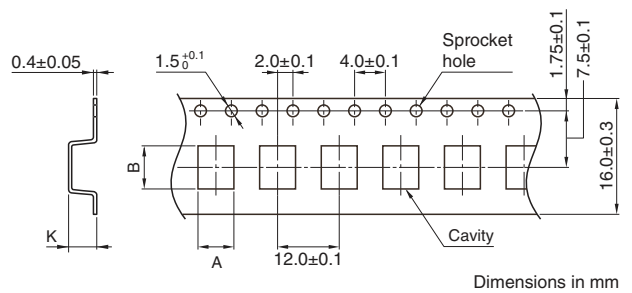 0.4±0.05
1.5 +0.1 0
2.0±0.1
4.0±0.1
Sprocket
hole
1.75±0.1
7.5±0.1
16.0±0.3
B
K
A
12.0±0.1
Cavity
Dimensions in mm